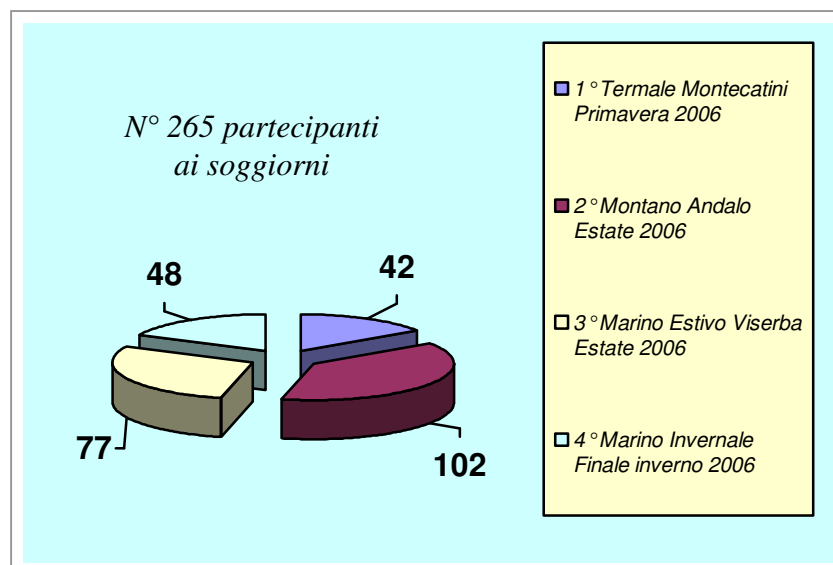 N° 265 partecipanti
ai soggiorni
48
42
77
102
1° Termale Montecatini
Primavera 2006
2° Montano Andalo
Estate 2006
3° Marino Estivo Viserba
Estate 2006
4° Marino Invernale
Finale inverno 2006